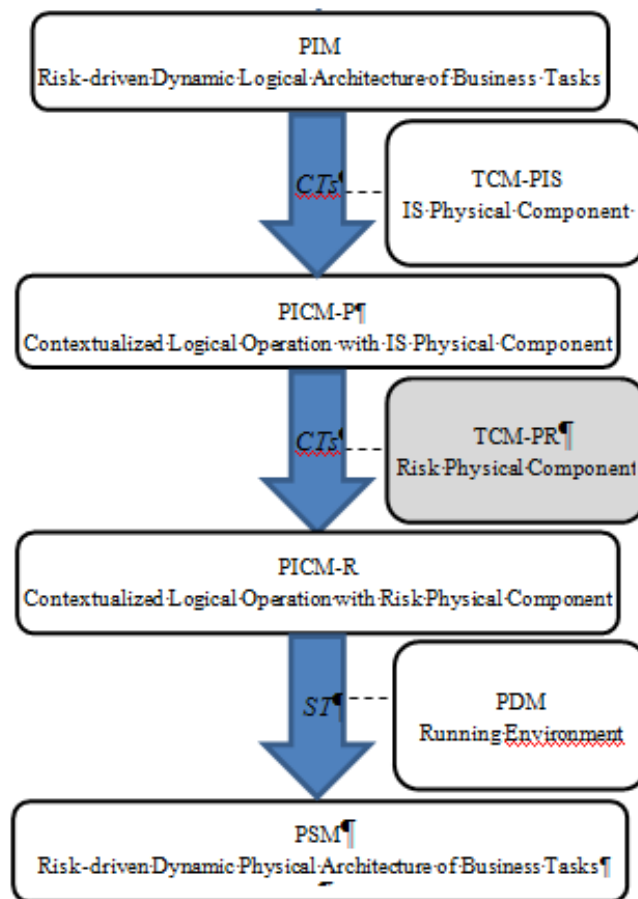 PIM
Risk-driven·Dynamic·Logical·Architecture·of·Business·Tasks
CTs¶
TCM-PIS
IS·Physical·Component·
PICM-P¶
Contextualized·Logical·Operation·with·IS·Physical·Component
CTs¶
TCM-PR¶
Risk·Physical·Component
PICM-R
Contextualized·Logical·Operation·with·Risk·Physical·Component
ST¶
PDM
Running·Environment
PSM¶
Risk-driven·Dynamic·Physical·Architecture·of·Business·Tasks¶
¶